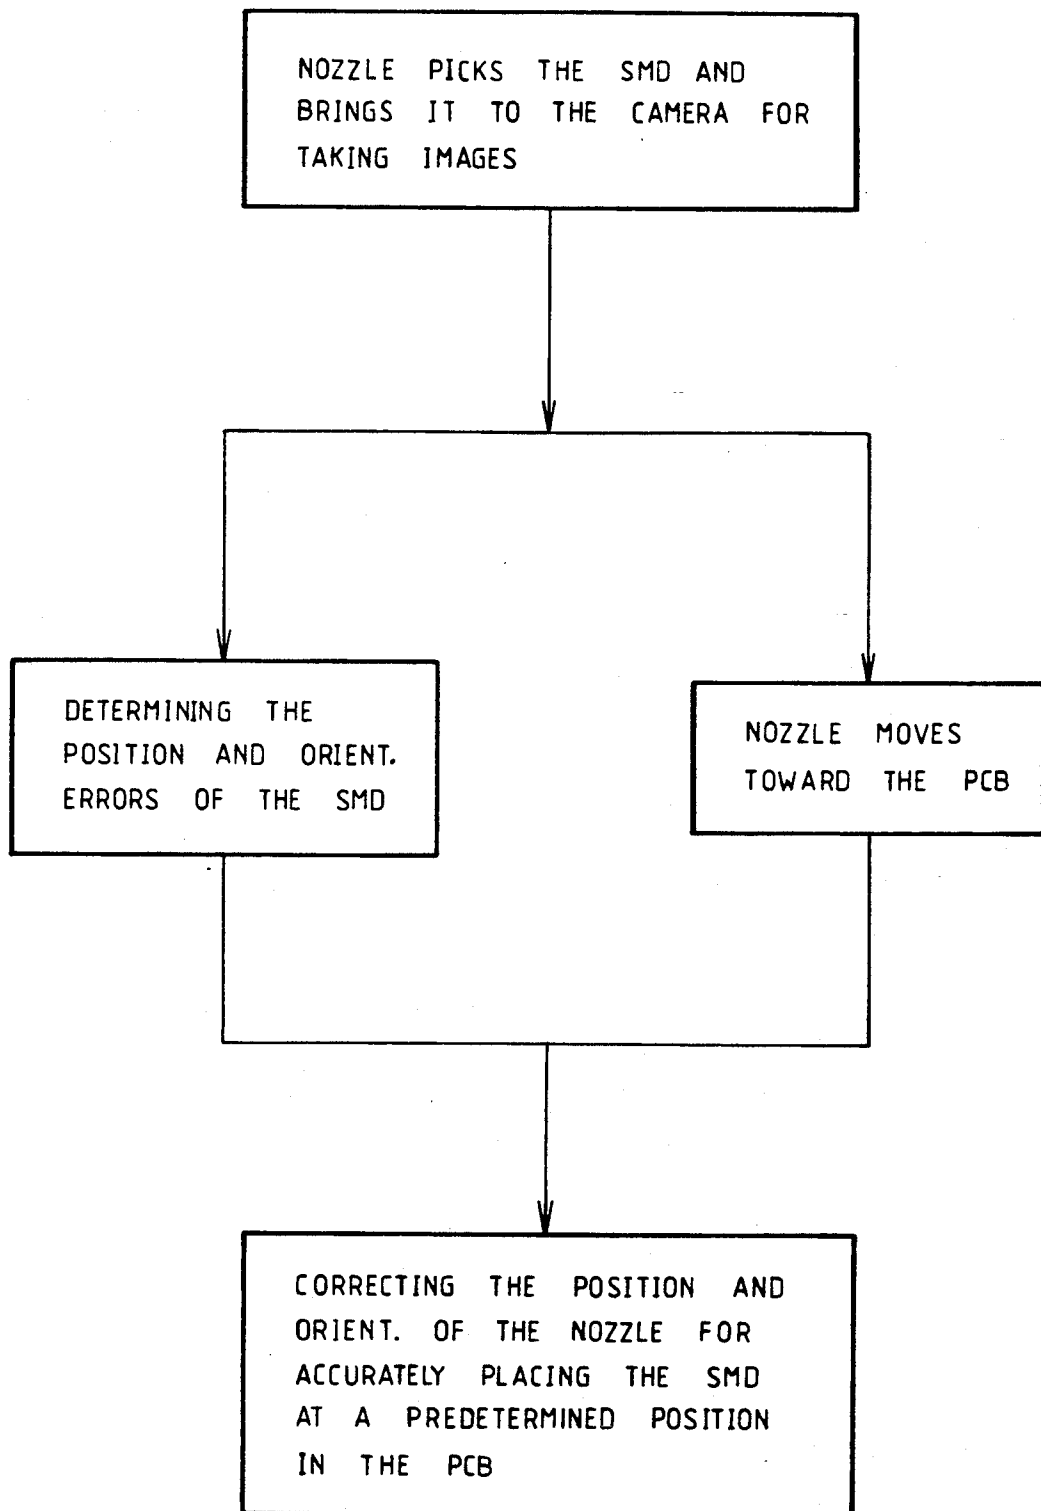 NOZZLE PICKS THE SMD AND
BRINGS IT TO THE CAMERA FOR
TAKING IMAGES
DETERMINING THE
POSITION AND ORIENT.
ERRORS OF THE SMD
NOZZLE MOVES
TOWARD THE PCB
CORRECTING THE POSITION AND
ORIENT. OF THE NOZZLE FOR
ACCURATELY PLACING THE SMD
AT A PREDETERMINED POSITION
IN THE PCB